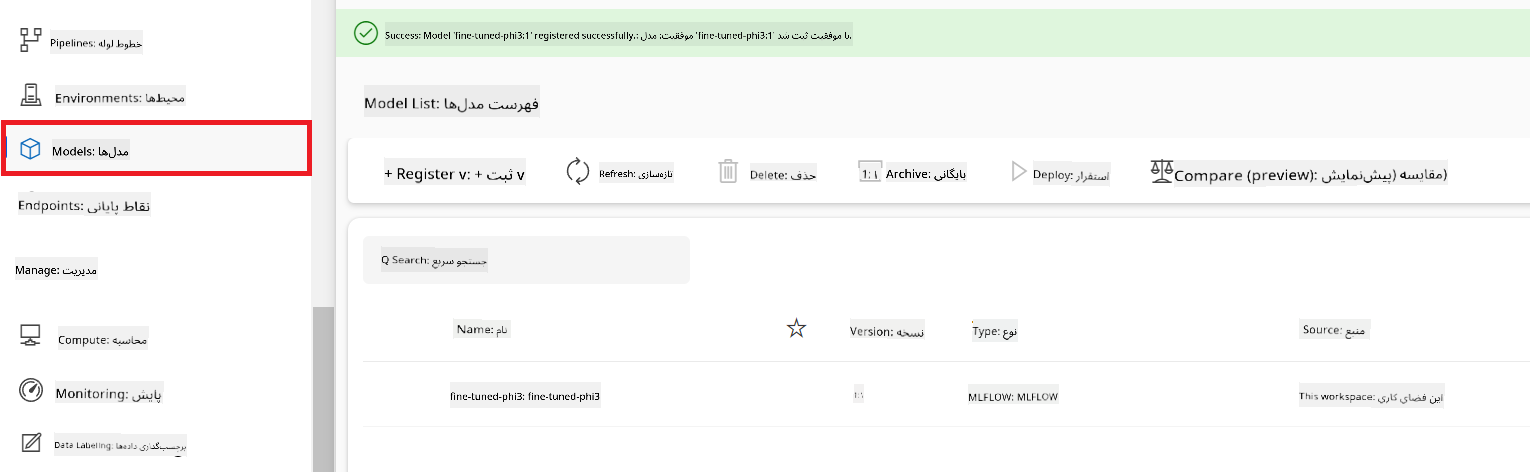 Pipelines: خطوط لوله
Environments: محیط‌ها
Models: مدل‌ها
Endpoints: نقاط پایانی
Manage: مدیریت
Compute: محاسبه
Monitoring: پایش
Data Labeling: برچسب‌گذاری داده‌ها
Success: Model 'fine-tuned-phi3:1' registered successfully.: موفقیت: مدل 'fine-tuned-phi3:1' با موفقیت ثبت شد.
Model List: فهرست مدل‌ها
+ Register v: + ثبت v
Refresh: تازه‌سازی
Delete: حذف
1: ۱
Archive: بایگانی
Deploy: استقرار
Compare (preview): مقایسه (پیش‌نمایش)
Q Search: جستجو سریع
Name: نام
Version: نسخه
Type: نوع
Source: منبع
fine-tuned-phi3: fine-tuned-phi3
1: ۱
MLFLOW: MLFLOW
This workspace: این فضای کاری